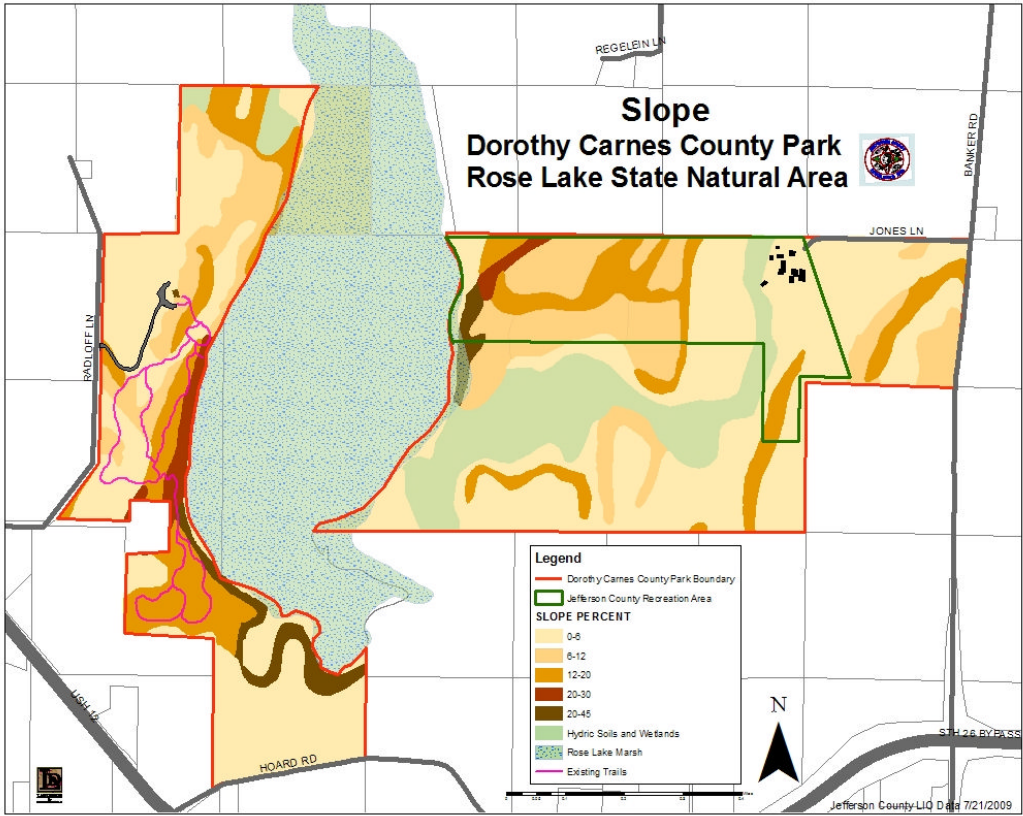 REGELEIN LN
Slope
Dorothy Carnes County Park
Rose Lake State Natural Area
BANKER RD
JONES LN
RADLOFF LN
Legend
Dorothy Carnes County Park Boundary
Jefferson County Recreation Area
SLOPE PERCENT
0-6
6-12
12-20
20-30
20-45
Hydric Soils and Wetlands
Rose Lake Marsh
Existing Trails
N
USH 12
HOARD RD
STH 26 BYPASS
Jefferson County LIO Data 7/21/2009